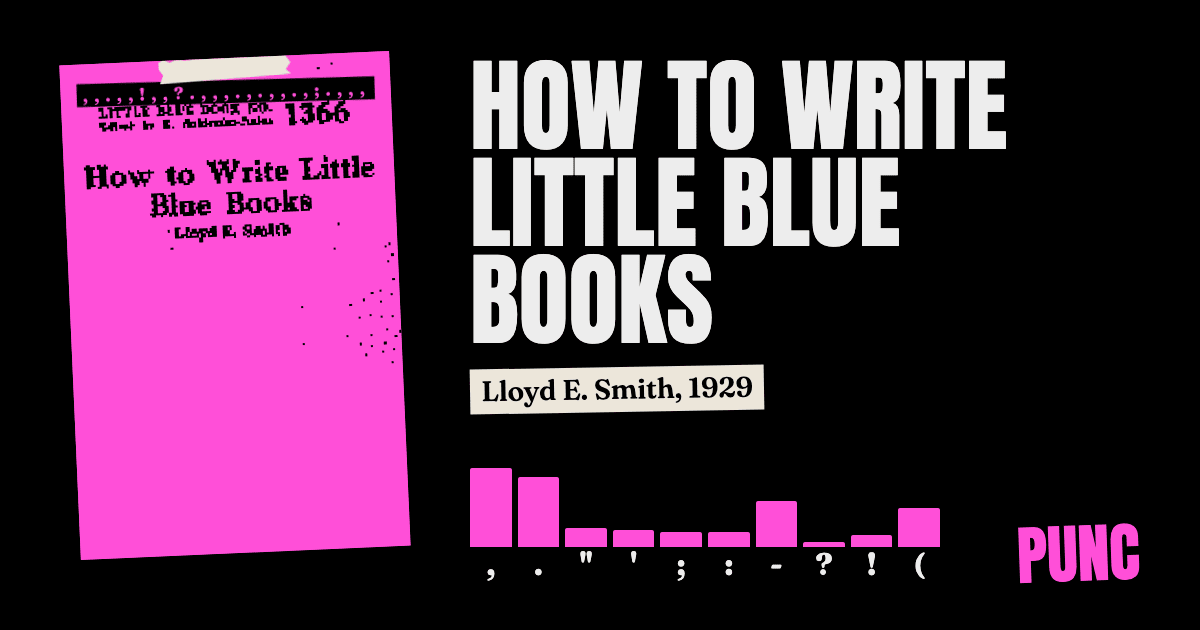 , , . , , ! , , ? . , , , , . , . , . . , ; . , , ,
LITTLE BLUE BOOK NO. 1366
How to Write Little
Blue Books
Lloyd E. Smith
HOW TO WRITE
LITTLE BLUE
BOOKS
Lloyd E. Smith, 1929
, . " ' ; : - ? ! (
PUNC